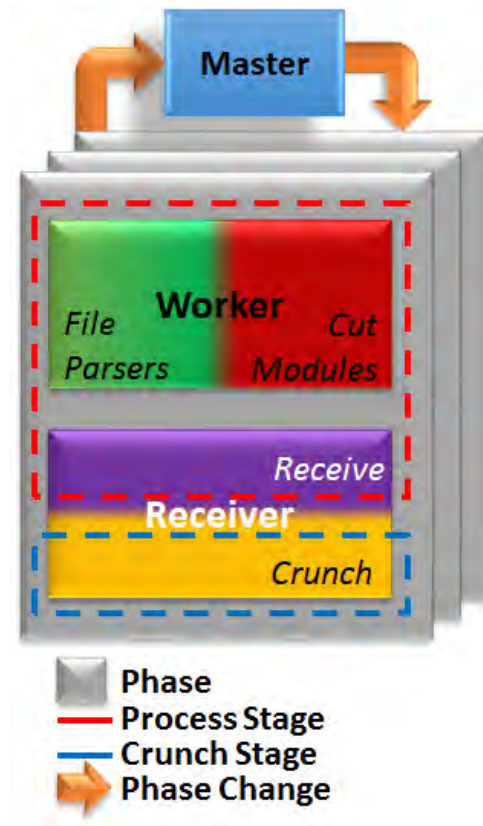 Master
Worker
File
Parsers
Cut
Modules
Receive
Receiver
Crunch
Phase
Process Stage
Crunch Stage
Phase Change